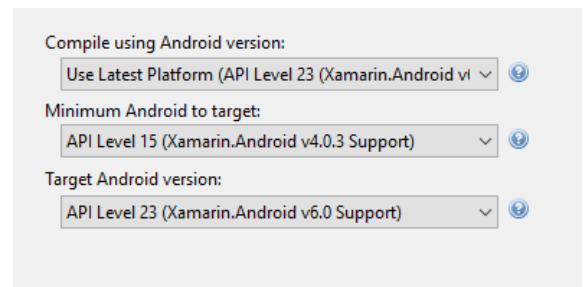 Compile using Android version:
Use Latest Platform (API Level 23 (Xamarin.Android
Minimum Android to target:
API Level 15 (Xamarin.Android v4.0.3 Support)
Target Android version:
API Level 23 (Xamarin.Android v6.0 Support)